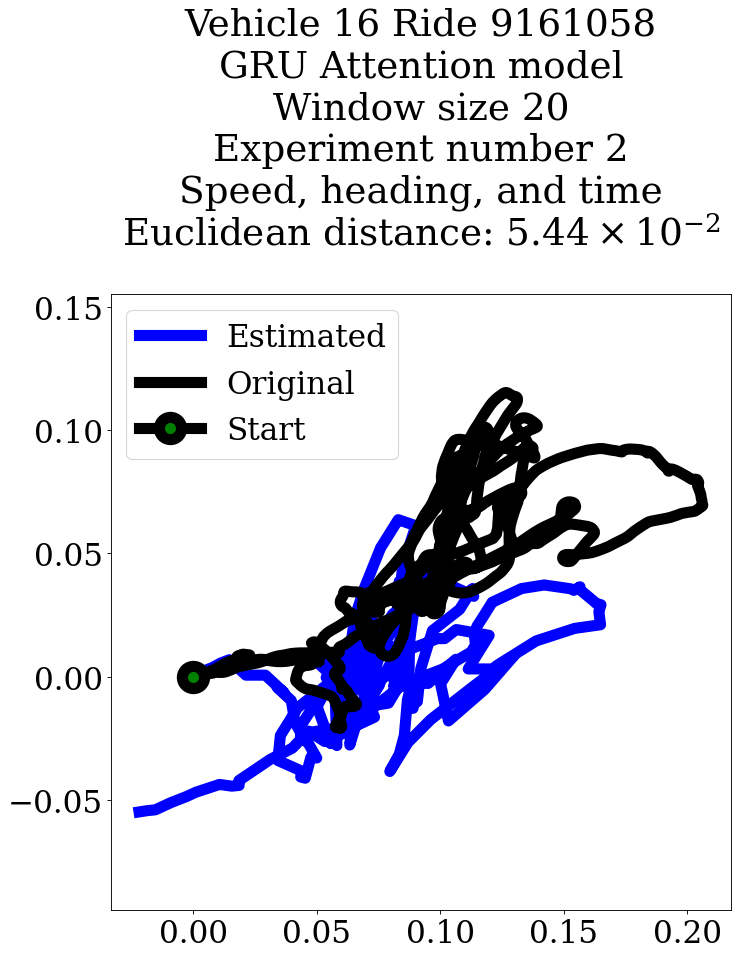 Vehicle 16 Ride 9161058
GRU Attention model
Window size 20
Experiment number 2
Speed, heading, and time
Euclidean distance: 5.44 × 10⁻²
0.15
Estimated
Original
0.10
Start
0.05
0.00
−0.05
0.00 0.05 0.10 0.15 0.20